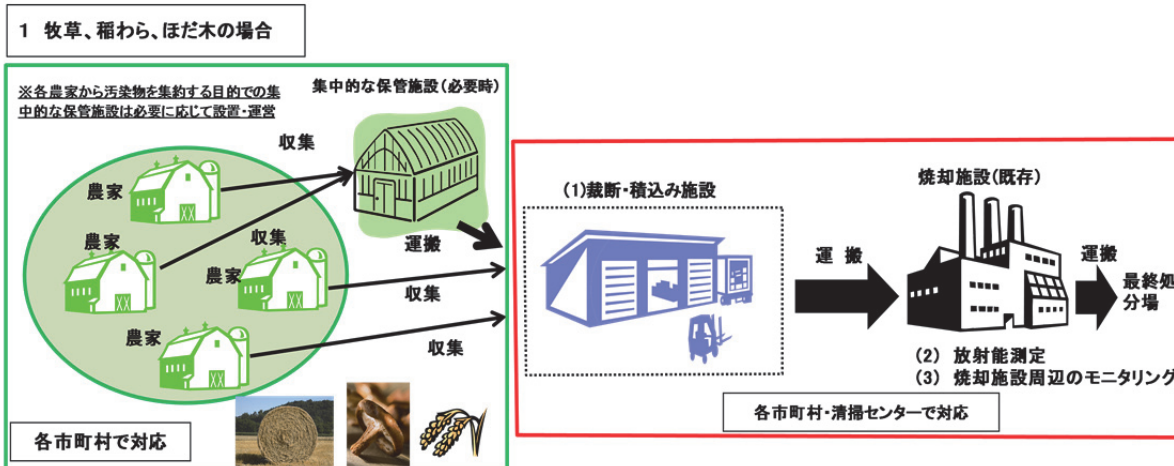 1 牧草、稲わら、ほだ木の場合
※各農家から汚染物を集約する目的での集
中的な保管施設は必要に応じて設置・運営
集中的な保管施設(必要時)
収集
農家
農家
収集
農家
農家
運搬
収集
収集
各市町村で対応
(1)裁断・積込み施設
運 搬
焼却施設(既存)
運搬
最終処
分場
(2) 放射能測定
(3) 焼却施設周辺のモニタリング
各市町村・清掃センターで対応